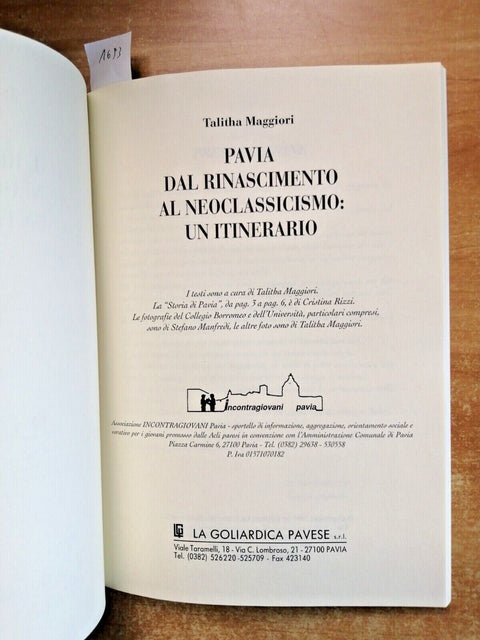 1693
Talitha Maggiori
PAVIA
DAL RINASCIMENTO
AL NEOCLASSICISMO:
UN ITINERARIO
I testi sono a cura di Talitha Maggiori.
La "Storia di Pavia", da pag. 3 a pag. 6, è di Cristina Rizzi.
Le fotografie del Collegio Borromeo e dell'Università, particolari compresi,
sono di Stefano Manfredi, le altre foto sono di Talitha Maggiori.
incontragiovani pavia
Associazione INCONTRAGIOVANI Pavia - sportello di informazione, aggregazione, orientamento sociale e
curativo per i giovani promosso dalle Acli pavesi in convenzione con l'Amministrazione Comunale di Pavia
Piazza Carmine 6, 27100 Pavia - Tel. (0382) 29638 - 530558
P. Iva 01571070182
LA GOLIARDICA PAVESE s.r.l.
Viale Taramelli, 18 - Via C. Lombroso, 21 - 27100 PAVIA
Tel. (0382) 526220 -525709 - Fax 423140